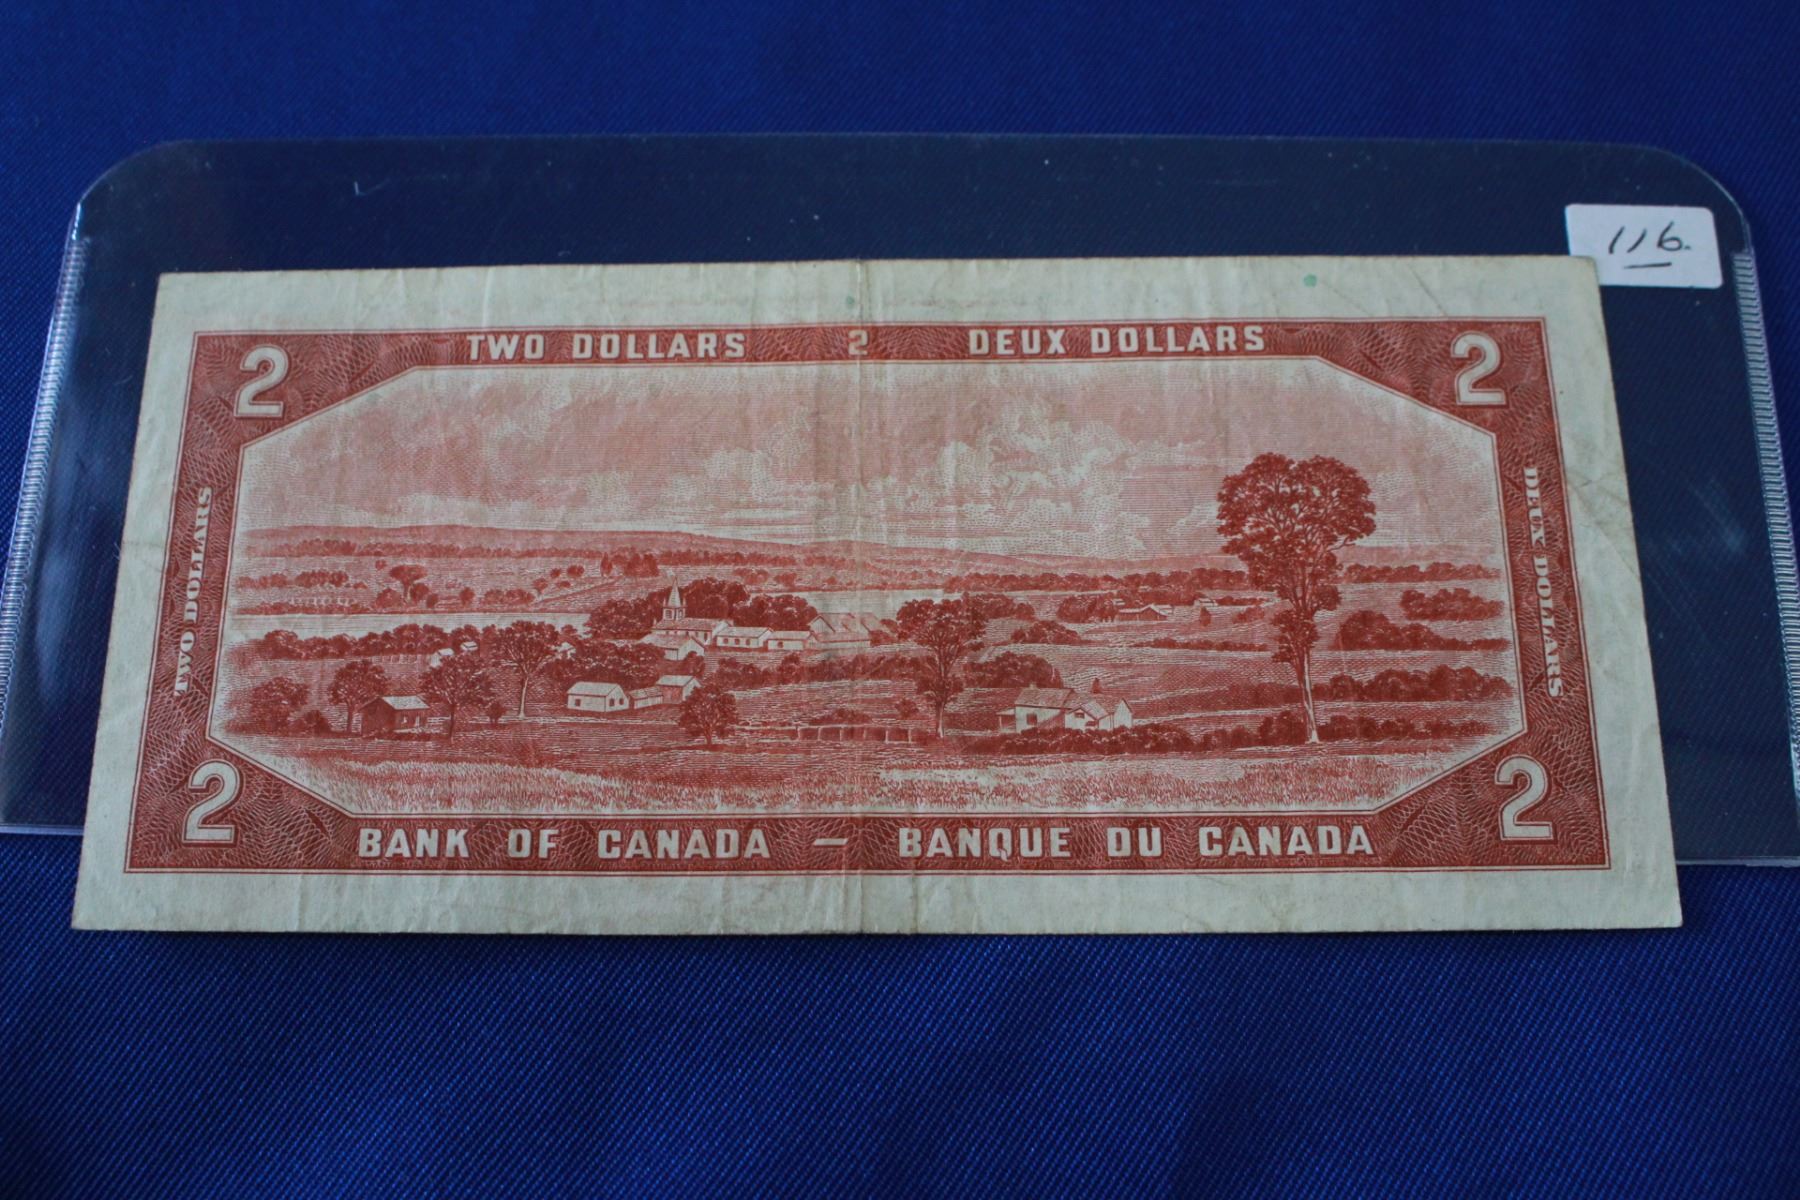 116.
TWO DOLLARS 2 DEUX DOLLARS
2 2
TWO DOLLARS
DEUX DOLLARS
2 2
BANK OF CANADA – BANQUE DU CANADA